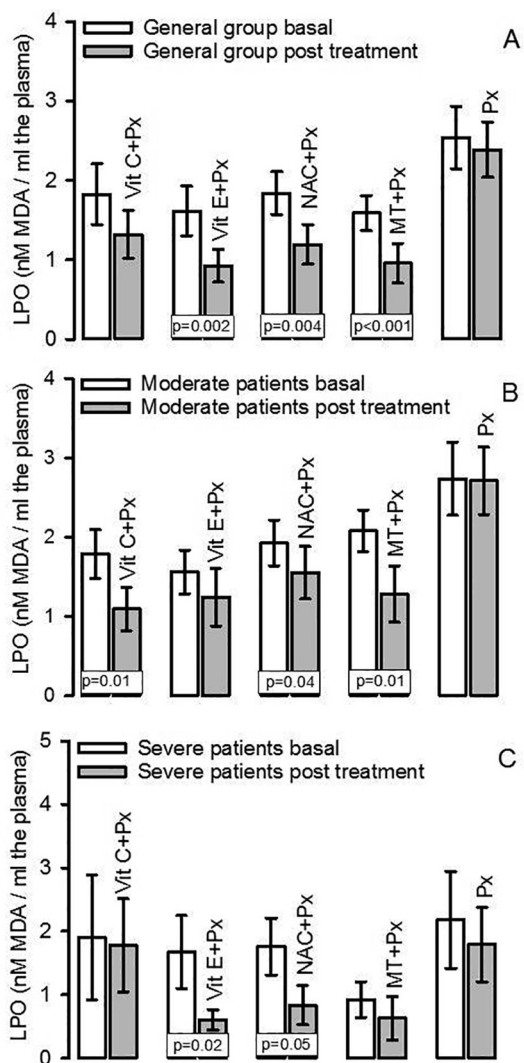 General group basal
General group post treatment
A
LPO (nM MDA / ml the plasma)
4
3
2
1
0
Vit C+Px
Vit E+Px
NAC+Px
MT+Px
Px
p=0.002
p=0.004
p<0.001
Moderate patients basal
Moderate patients post treatment
B
LPO (nM MDA / ml the plasma)
4
3
2
1
0
Vit C+Px
Vit E+Px
NAC+Px
MT+Px
Px
p=0.01
p=0.04
p=0.01
Severe patients basal
Severe patients post treatment
C
LPO (nM MDA / ml the plasma)
5
4
3
2
1
0
Vit C+Px
Vit E+Px
NAC+Px
MT+Px
Px
p=0.02
p=0.05